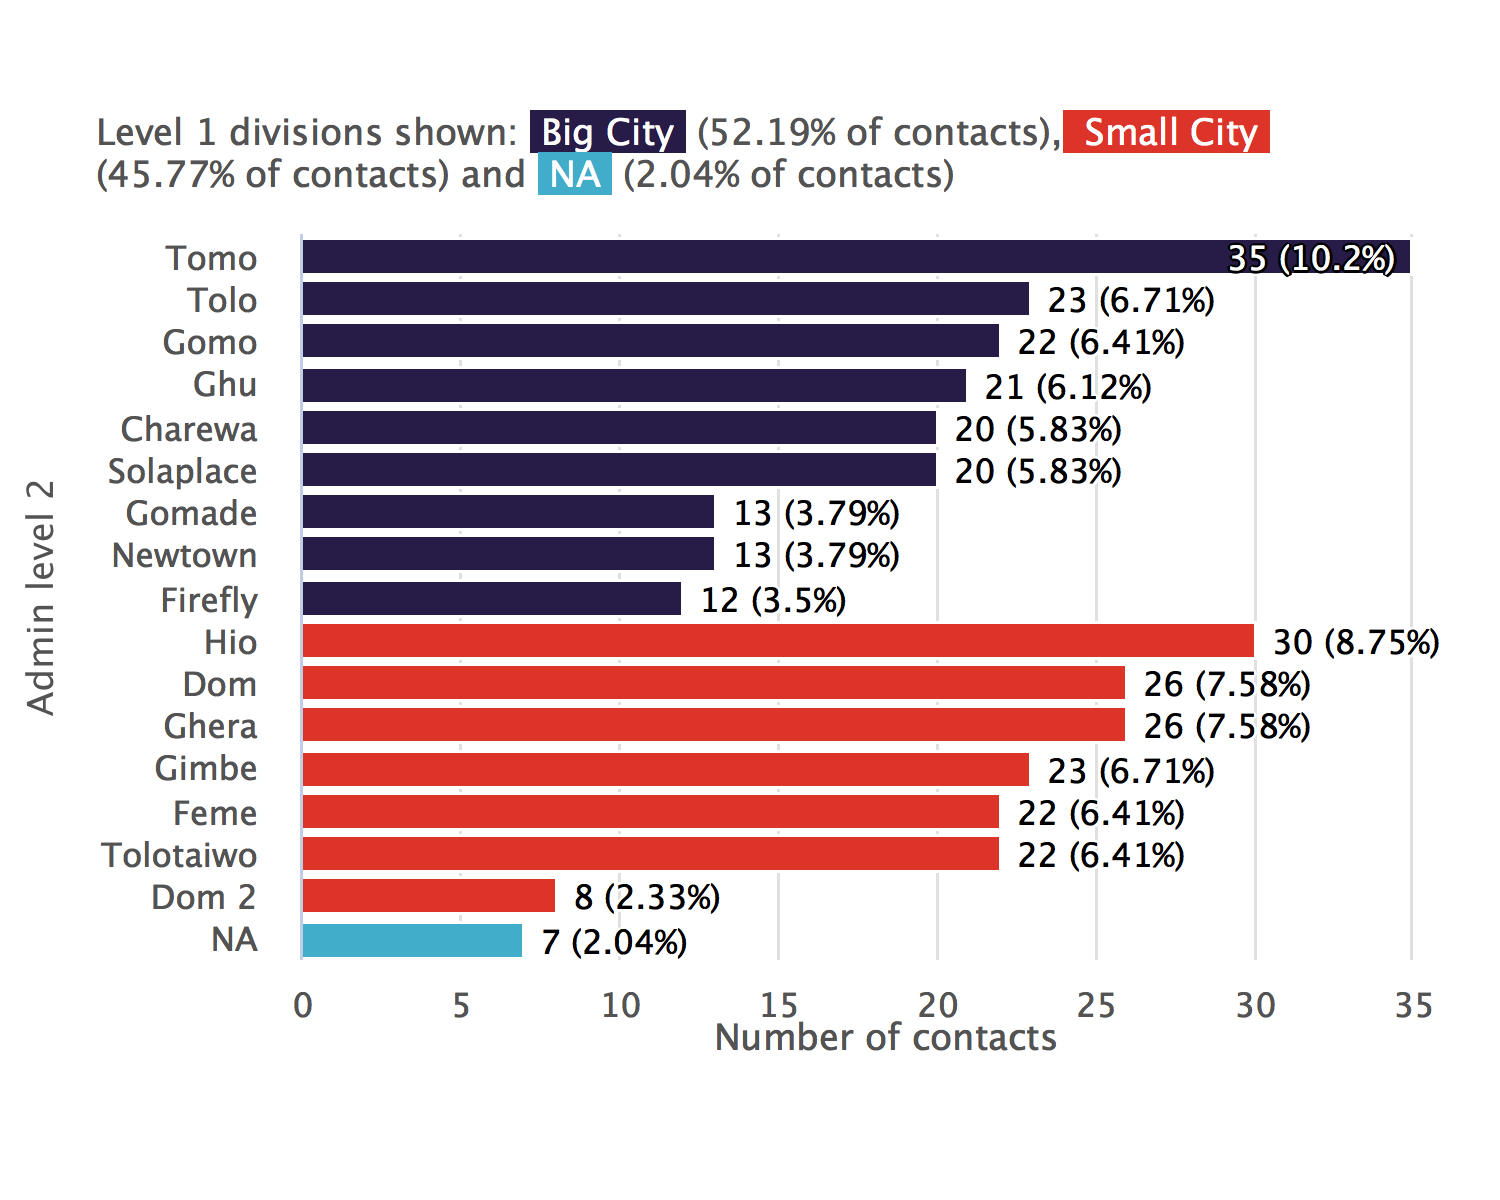 Level 1 divisions shown: Big City (52.19% of contacts), Small City
(45.77% of contacts) and NA (2.04% of contacts)
Admin level 2
Tomo 35 (10.2%)
Tolo 23 (6.71%)
Gomo 22 (6.41%)
Ghu 21 (6.12%)
Charewa 20 (5.83%)
Solaplace 20 (5.83%)
Gomade 13 (3.79%)
Newtown 13 (3.79%)
Firefly 12 (3.5%)
Hio 30 (8.75%)
Dom 26 (7.58%)
Ghera 26 (7.58%)
Gimbe 23 (6.71%)
Feme 22 (6.41%)
Tolotaiwo 22 (6.41%)
Dom 2 8 (2.33%)
NA 7 (2.04%)
0 5 10 15 20 25 30 35
Number of contacts